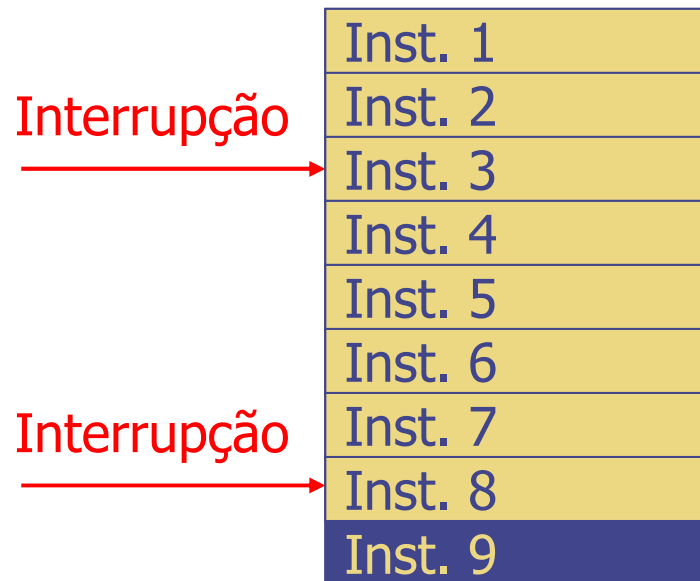 Inst. 1
Interrupção
Inst. 2
Inst. 3
Inst. 4
Inst. 5
Inst. 6
Interrupção
Inst. 7
Inst. 8
Inst. 9